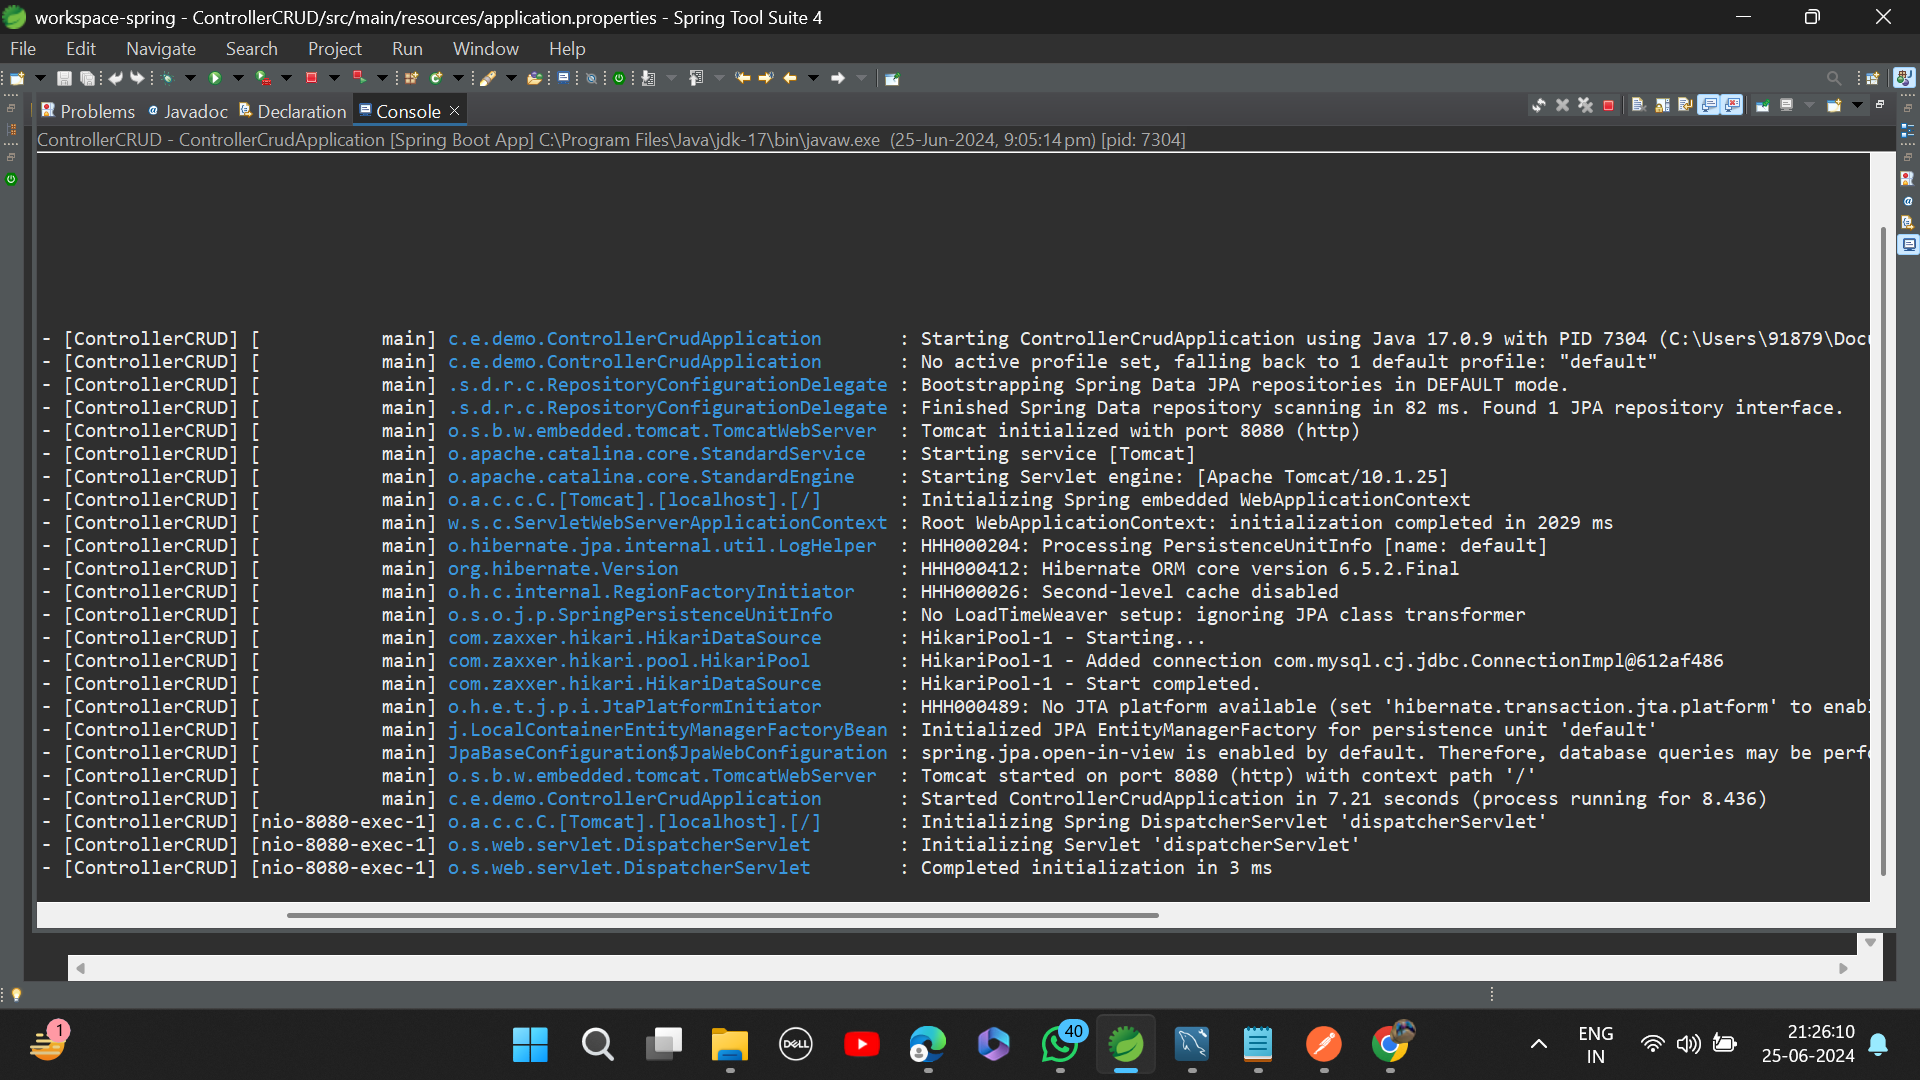 workspace-spring - ControllerCRUD/src/main/resources/application.properties - Spring Tool Suite 4
File Edit Navigate Search Project Run Window Help
Problems @ Javadoc Declaration Console
ControllerCRUD - ControllerCrudApplication [Spring Boot App] C:\Program Files\Java\jdk-17\bin\javaw.exe (25-Jun-2024, 9:05:14 pm) [pid: 7304]
- [ControllerCRUD] [           main] c.e.demo.ControllerCrudApplication       : Starting ControllerCrudApplication using Java 17.0.9 with PID 7304 (C:\Users\91879\Docu
- [ControllerCRUD] [           main] c.e.demo.ControllerCrudApplication       : No active profile set, falling back to 1 default profile: "default"
- [ControllerCRUD] [           main] .s.d.r.c.RepositoryConfigurationDelegate : Bootstrapping Spring Data JPA repositories in DEFAULT mode.
- [ControllerCRUD] [           main] .s.d.r.c.RepositoryConfigurationDelegate : Finished Spring Data repository scanning in 82 ms. Found 1 JPA repository interface.
- [ControllerCRUD] [           main] o.s.b.w.embedded.tomcat.TomcatWebServer  : Tomcat initialized with port 8080 (http)
- [ControllerCRUD] [           main] o.apache.catalina.core.StandardService   : Starting service [Tomcat]
- [ControllerCRUD] [           main] o.apache.catalina.core.StandardEngine    : Starting Servlet engine: [Apache Tomcat/10.1.25]
- [ControllerCRUD] [           main] o.a.c.c.C.[Tomcat].[localhost].[/]       : Initializing Spring embedded WebApplicationContext
- [ControllerCRUD] [           main] w.s.c.ServletWebServerApplicationContext : Root WebApplicationContext: initialization completed in 2029 ms
- [ControllerCRUD] [           main] o.hibernate.jpa.internal.util.LogHelper  : HHH000204: Processing PersistenceUnitInfo [name: default]
- [ControllerCRUD] [           main] org.hibernate.Version                    : HHH000412: Hibernate ORM core version 6.5.2.Final
- [ControllerCRUD] [           main] o.h.c.internal.RegionFactoryInitiator    : HHH000026: Second-level cache disabled
- [ControllerCRUD] [           main] o.s.o.j.p.SpringPersistenceUnitInfo      : No LoadTimeWeaver setup: ignoring JPA class transformer
- [ControllerCRUD] [           main] com.zaxxer.hikari.HikariDataSource       : HikariPool-1 - Starting...
- [ControllerCRUD] [           main] com.zaxxer.hikari.pool.HikariPool        : HikariPool-1 - Added connection com.mysql.cj.jdbc.ConnectionImpl@612af486
- [ControllerCRUD] [           main] com.zaxxer.hikari.HikariDataSource       : HikariPool-1 - Start completed.
- [ControllerCRUD] [           main] o.h.e.t.j.p.i.JtaPlatformInitiator       : HHH000489: No JTA platform available (set 'hibernate.transaction.jta.platform' to enabl
- [ControllerCRUD] [           main] j.LocalContainerEntityManagerFactoryBean : Initialized JPA EntityManagerFactory for persistence unit 'default'
- [ControllerCRUD] [           main] JpaBaseConfiguration$JpaWebConfiguration : spring.jpa.open-in-view is enabled by default. Therefore, database queries may be perfo
- [ControllerCRUD] [           main] o.s.b.w.embedded.tomcat.TomcatWebServer  : Tomcat started on port 8080 (http) with context path '/'
- [ControllerCRUD] [           main] c.e.demo.ControllerCrudApplication       : Started ControllerCrudApplication in 7.21 seconds (process running for 8.436)
- [ControllerCRUD] [nio-8080-exec-1] o.a.c.c.C.[Tomcat].[localhost].[/]       : Initializing Spring DispatcherServlet 'dispatcherServlet'
- [ControllerCRUD] [nio-8080-exec-1] o.s.web.servlet.DispatcherServlet        : Initializing Servlet 'dispatcherServlet'
- [ControllerCRUD] [nio-8080-exec-1] o.s.web.servlet.DispatcherServlet        : Completed initialization in 3 ms
1
DELL
40
ENG
IN
21:26:10
25-06-2024